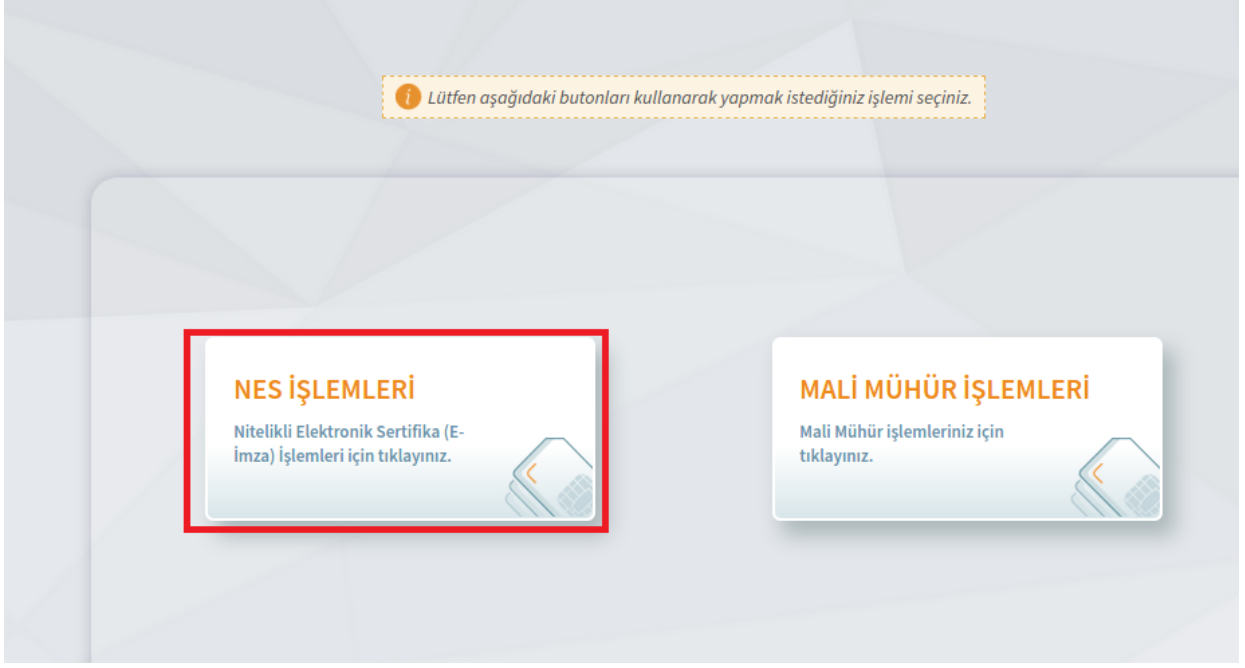 Lütfen aşağıdaki butonları kullanarak yapmak istediğiniz işlemi seçiniz.
NES İŞLEMLERİ
Nitelikli Elektronik Sertifika (E-
İmza) İşlemleri için tıklayınız.
MALİ MÜHÜR İŞLEMLERİ
Mali Mühür işlemleriniz için
tıklayınız.